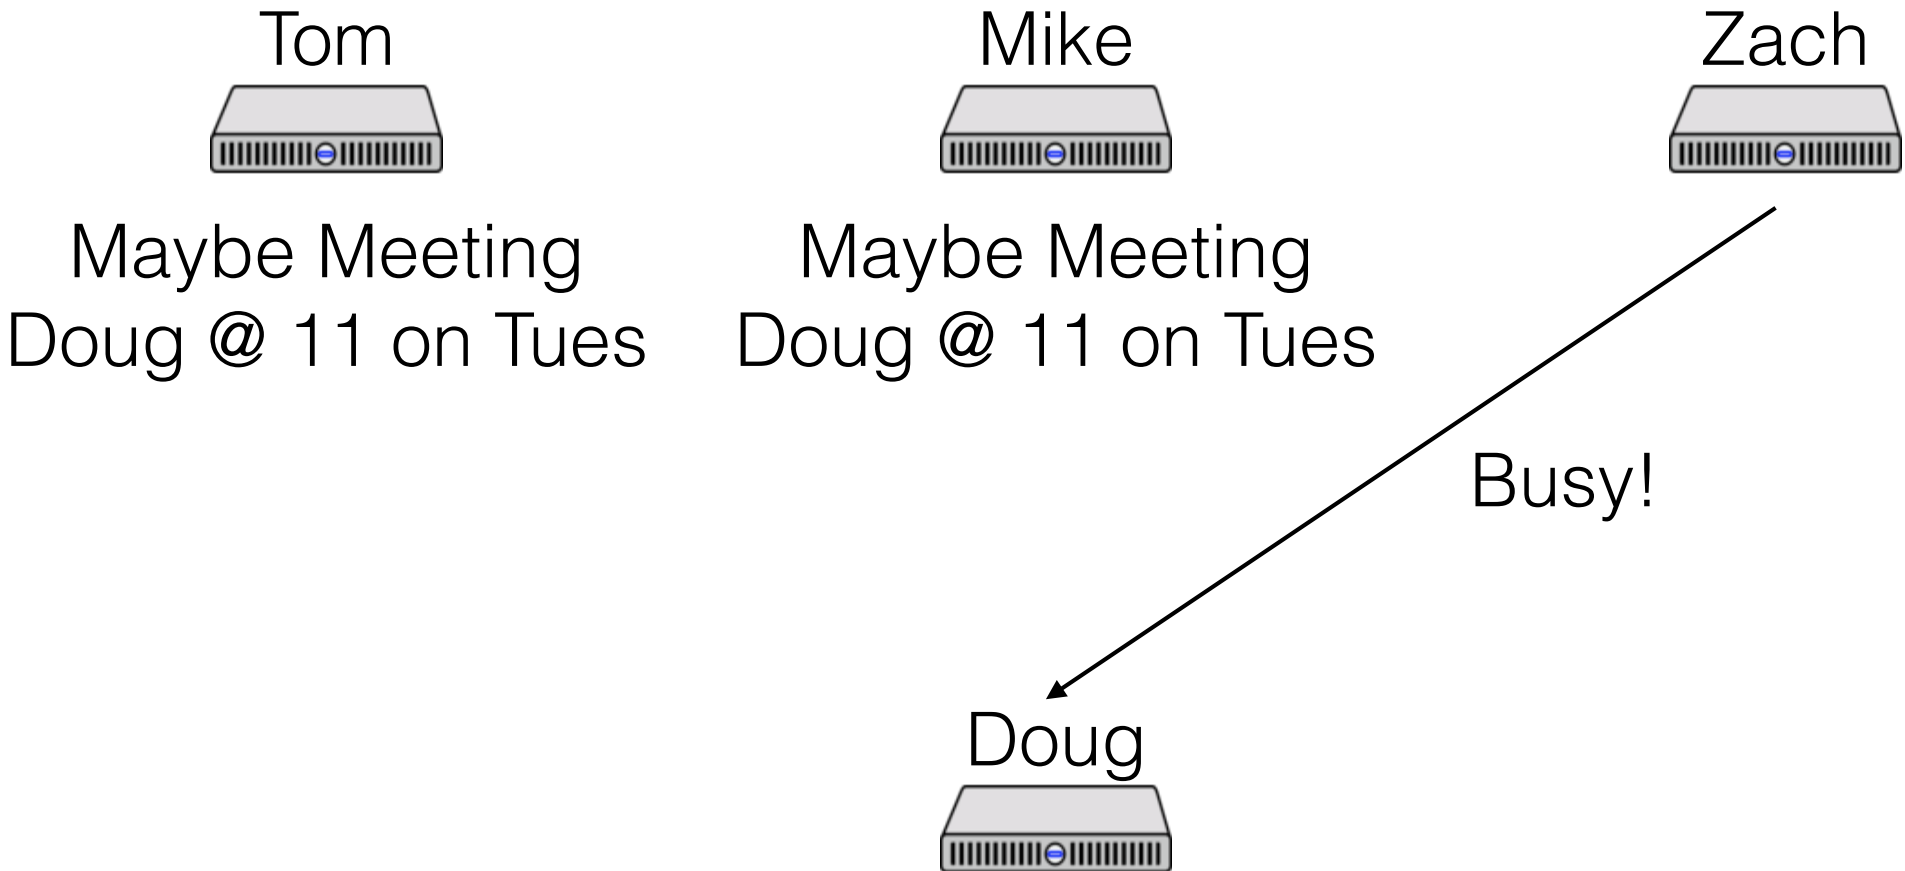 Tom
Mike
Zach
Maybe Meeting
Doug @ 11 on Tues
Maybe Meeting
Doug @ 11 on Tues
Busy!
Doug